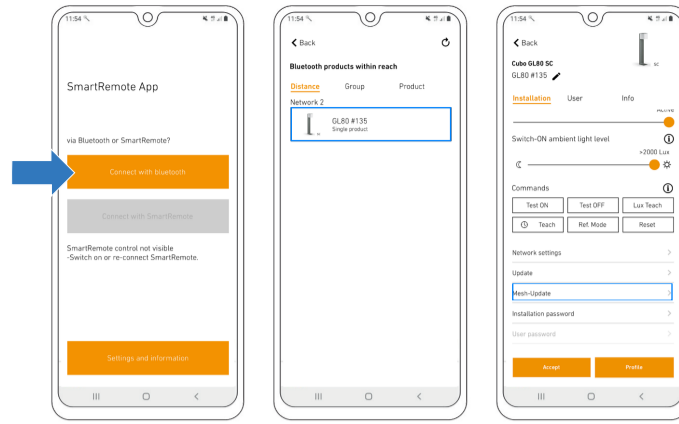 11:54
SmartRemote App
via Bluetooth or SmartRemote?
Connect with bluetooth
Connect with SmartRemote
SmartRemote control not visible
-Switch on or re-connect SmartRemote.
Settings and information
11:54
Back
Bluetooth products within reach
Distance Group Product
Network 2
GL80 #135
Single product
SC
11:54
Back
SC
Cubo GL80 SC
GL80 #135
Installation User Info
Active
Switch-ON ambient light level
>2000 Lux
Commands
Test ON Test OFF Lux Teach
Teach Ref. Mode Reset
Network settings
Update
Mesh-Update
Installation password
User password
Accept Profile